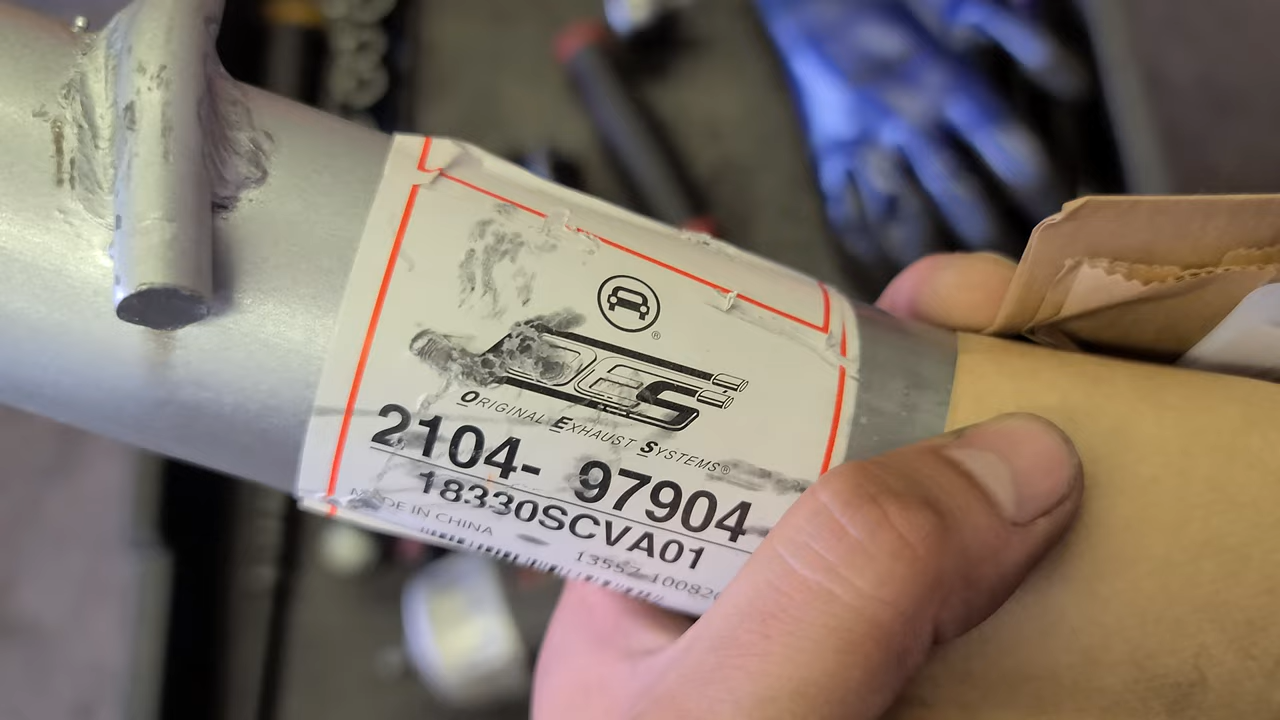 ®
OES
ORIGINAL EXHAUST SYSTEMS®
2104- 97904
18330SCVA01
MADE IN CHINA